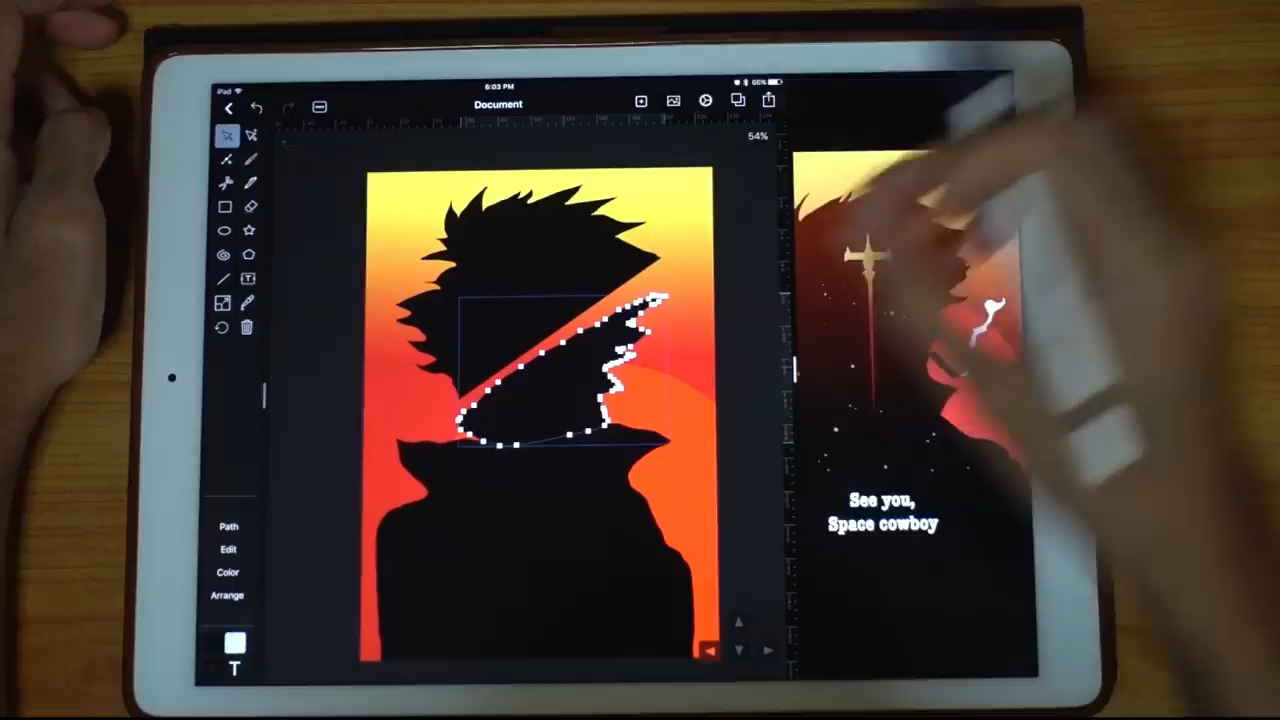 iPad
6:03 PM
66%
Document
54%
Path
Edit
Color
Arrange
T
See you,
Space cowboy